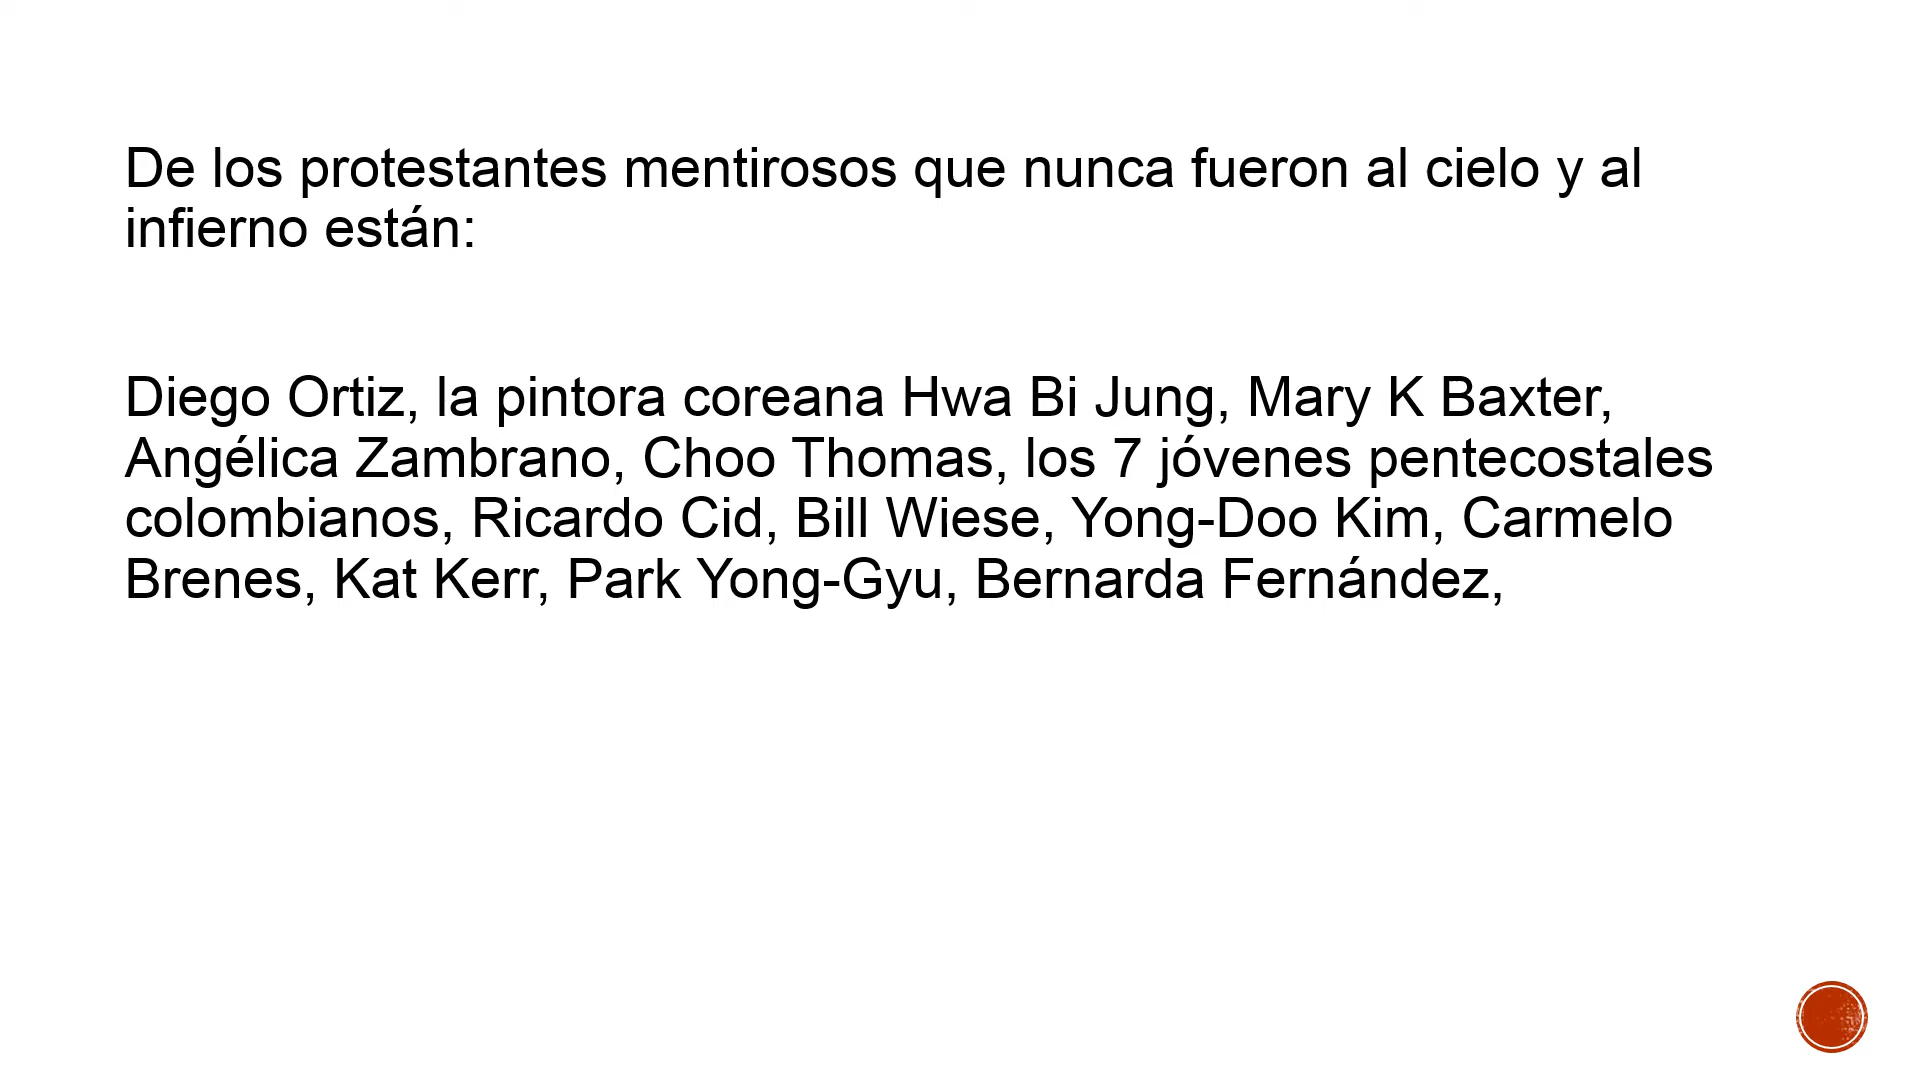 De los protestantes mentirosos que nunca fueron al cielo y al
infierno están:
Diego Ortiz, la pintora coreana Hwa Bi Jung, Mary K Baxter,
Angélica Zambrano, Choo Thomas, los 7 jóvenes pentecostales
colombianos, Ricardo Cid, Bill Wiese, Yong-Doo Kim, Carmelo
Brenes, Kat Kerr, Park Yong-Gyu, Bernarda Fernández,